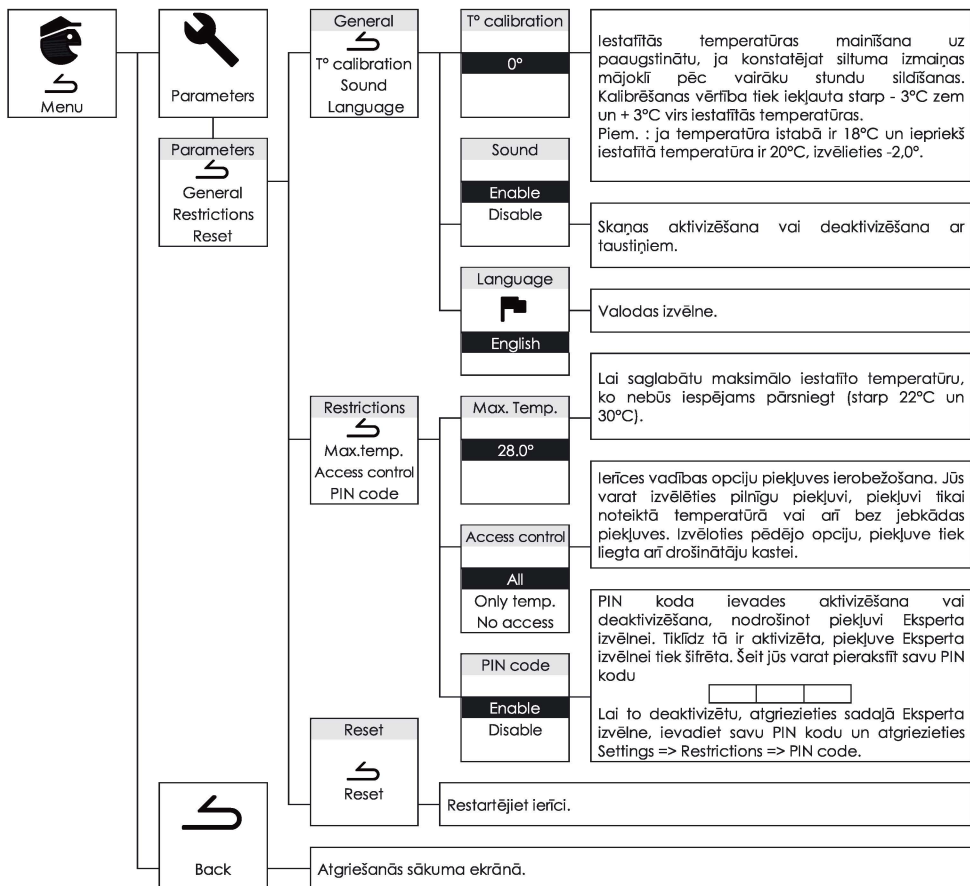 Menu
Parameters
Parameters
General
Restrictions
Reset
General
T° calibration
Sound
Language
T° calibration
0°
Iestatītās temperatūras mainīšana uz
paaugstinātu, ja konstatējat siltuma izmaiņas
mājoklī pēc vairāku stundu sildīšanas.
Kalibrēšanas vērtība tiek iekļauta starp - 3°C zem
un + 3°C virs iestatītās temperatūras.
Piem. : ja temperatūra istabā ir 18°C un iepriekš
iestatītā temperatūra ir 20°C, izvēlieties -2,0°.
Sound
Enable
Disable
Skaņas aktivizēšana vai deaktivizēšana ar
taustiņiem.
Language
English
Valodas izvēlne.
Restrictions
Max.temp.
Access control
PIN code
Max. Temp.
28.0°
Lai saglabātu maksimālo iestatīto temperatūru,
ko nebūs iespējams pārsniegt (starp 22°C un
30°C).
Access control
All
Only temp.
No access
Ierīces vadības opciju piekļuves ierobežošana. Jūs
varat izvēlēties pilnīgu piekļuvi, piekļuvi tikai
noteiktā temperatūrā vai arī bez jebkādas
piekļuves. Izvēloties pēdējo opciju, piekļuve tiek
liegta arī drošinātāju kastei.
PIN code
Enable
Disable
PIN koda ievades aktivizēšana vai
deaktivizēšana, nodrošinot piekļuvi Eksperta
izvēlnei. Tiklīdz tā ir aktivizēta, piekļuve Eksperta
izvēlnei tiek šifrēta. Šeit jūs varat pierakstīt savu PIN
kodu
Lai to deaktivizētu, atgriezieties sadaļā Eksperta
izvēlne, ievadiet savu PIN kodu un atgriezieties
Settings => Restrictions => PIN code.
Reset
Reset
Restartējiet ierīci.
Back
Atgriešanās sākuma ekrānā.